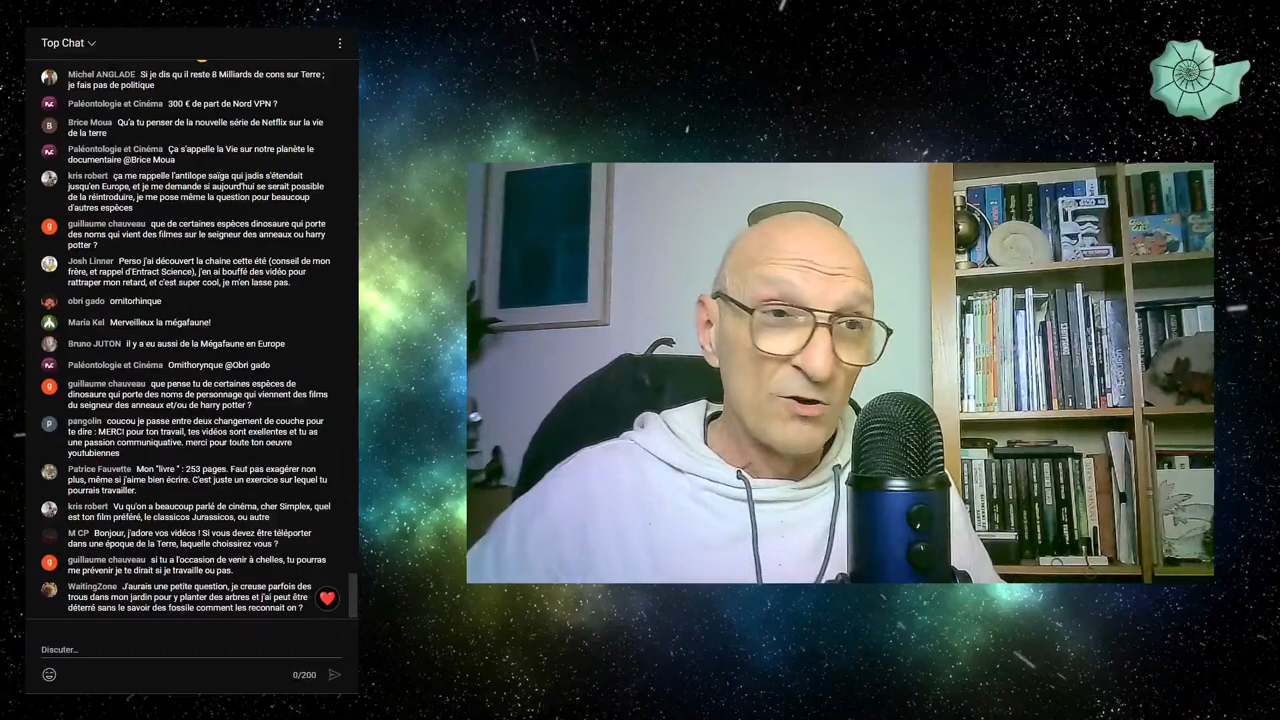 Top Chat
Michel ANGLADE Si je dis qu il reste 8 Milliards de cons sur Terre ;
je fais pas de politique
Paléontologie et Cinéma 300 € de part de Nord VPN ?
Brice Moua Qu'a tu penser de la nouvelle série de Netflix sur la vie
de la terre
Paléontologie et Cinéma Ça s'appelle la Vie sur notre planète le
documentaire @Brice Moua
kris robert ça me rappelle l'antilope saïga qui jadis s'étendait
jusqu'en Europe, et je me demande si aujourd'hui se serait possible
de la réintroduire, je me pose même la question pour beaucoup
d'autres espèces
guillaume chauveau que de certaines espèces dinosaure qui porte
des noms qui vient des filmes sur le seigneur des anneaux ou harry
potter ?
Josh Linner Perso j'ai découvert la chaine cette été (conseil de mon
frère, et rappel d'Entract Science), j'en ai bouffé des vidéo pour
rattraper mon retard, et c'est super cool, je m'en lasse pas.
obri gado ornitorhinque
Maria Kel Merveilleux la mégafaune!
Bruno JUTON il y a eu aussi de la Mégafaune en Europe
Paléontologie et Cinéma Ornithorynque @Obri gado
guillaume chauveau que pense tu de certaines espèces de
dinosaure qui porte des noms de personnage qui viennent des films
du seigneur des anneaux et/ou de harry potter ?
pangolin coucou je passe entre deux changement de couche pour
te dire : MERCI pour ton travail, tes vidéos sont exellentes et tu as
une passion communicative. merci pour toute ton oeuvre
youtubiennes
Patrice Fauvette Mon "livre " : 253 pages. Faut pas exagérer non
plus, même si j'aime bien écrire. C'est juste un exercice sur lequel tu
pourrais travailler.
kris robert Vu qu'on a beaucoup parlé de cinéma, cher Simplex, quel
est ton film préféré, le classicos Jurassicos, ou autre
M CP Bonjour, j'adore vos vidéos ! Si vous devez être téléporter
dans une époque de la Terre, laquelle choisirez vous ?
guillaume chauveau si tu a l'occasion de venir à chelles, tu pourras
me prévenir je te dirait si je travaille ou pas.
WaitingZone J'aurais une petite question, je creuse parfois des
trous dans mon jardin pour y planter des arbres et j'ai peut être
déterré sans le savoir des fossile comment les reconnait on ?
Discuter...
0/200
Evolution